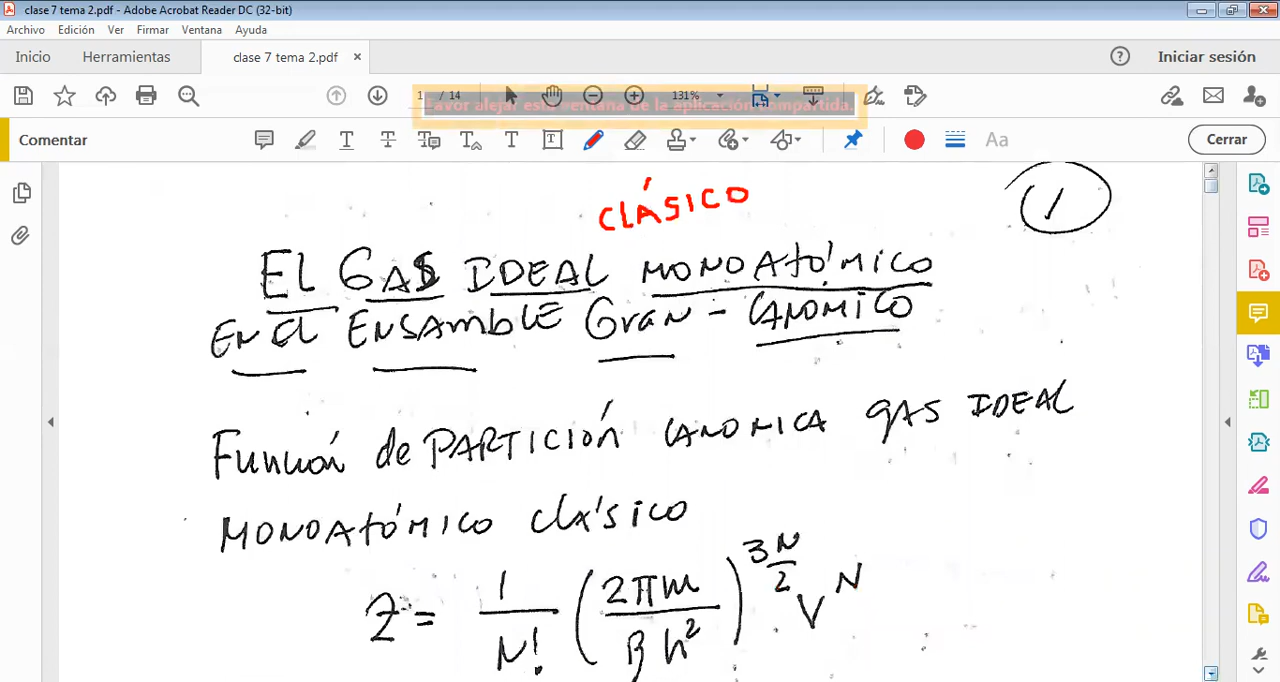 clase 7 tema 2.pdf - Adobe Acrobat Reader DC (32-bit)
Archivo Edición Ver Firmar Ventana Ayuda
Inicio Herramientas clase 7 tema 2.pdf × Iniciar sesión
1 / 14 131%
Favor alejar esta ventana de la aplicación compartida.
Comentar Aa Cerrar
CLÁSICO
1
EL GAS IDEAL MONOATÓMICO
EN EL ENSAMBLE GRAN - CANONICO
Función de PARTICIÓN CANONICA GAS IDEAL
MONOATÓMICO CLÁSICO
Z = 1/N! (2πm/βh²)^3N/2 V^N